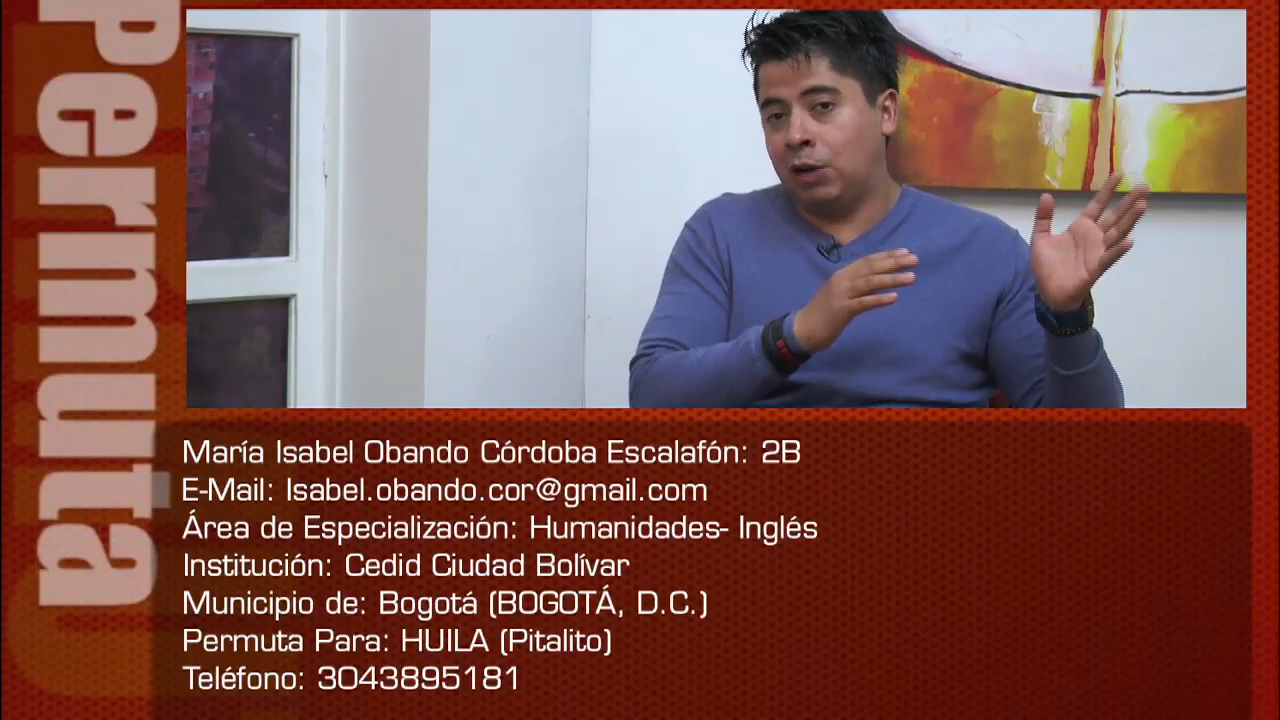 Permuta
María Isabel Obando Córdoba Escalafón: 2B
E-Mail: Isabel.obando.cor@gmail.com
Área de Especialización: Humanidades- Inglés
Institución: Cedid Ciudad Bolívar
Municipio de: Bogotá (BOGOTÁ, D.C.)
Permuta Para: HUILA (Pitalito)
Teléfono: 3043895181